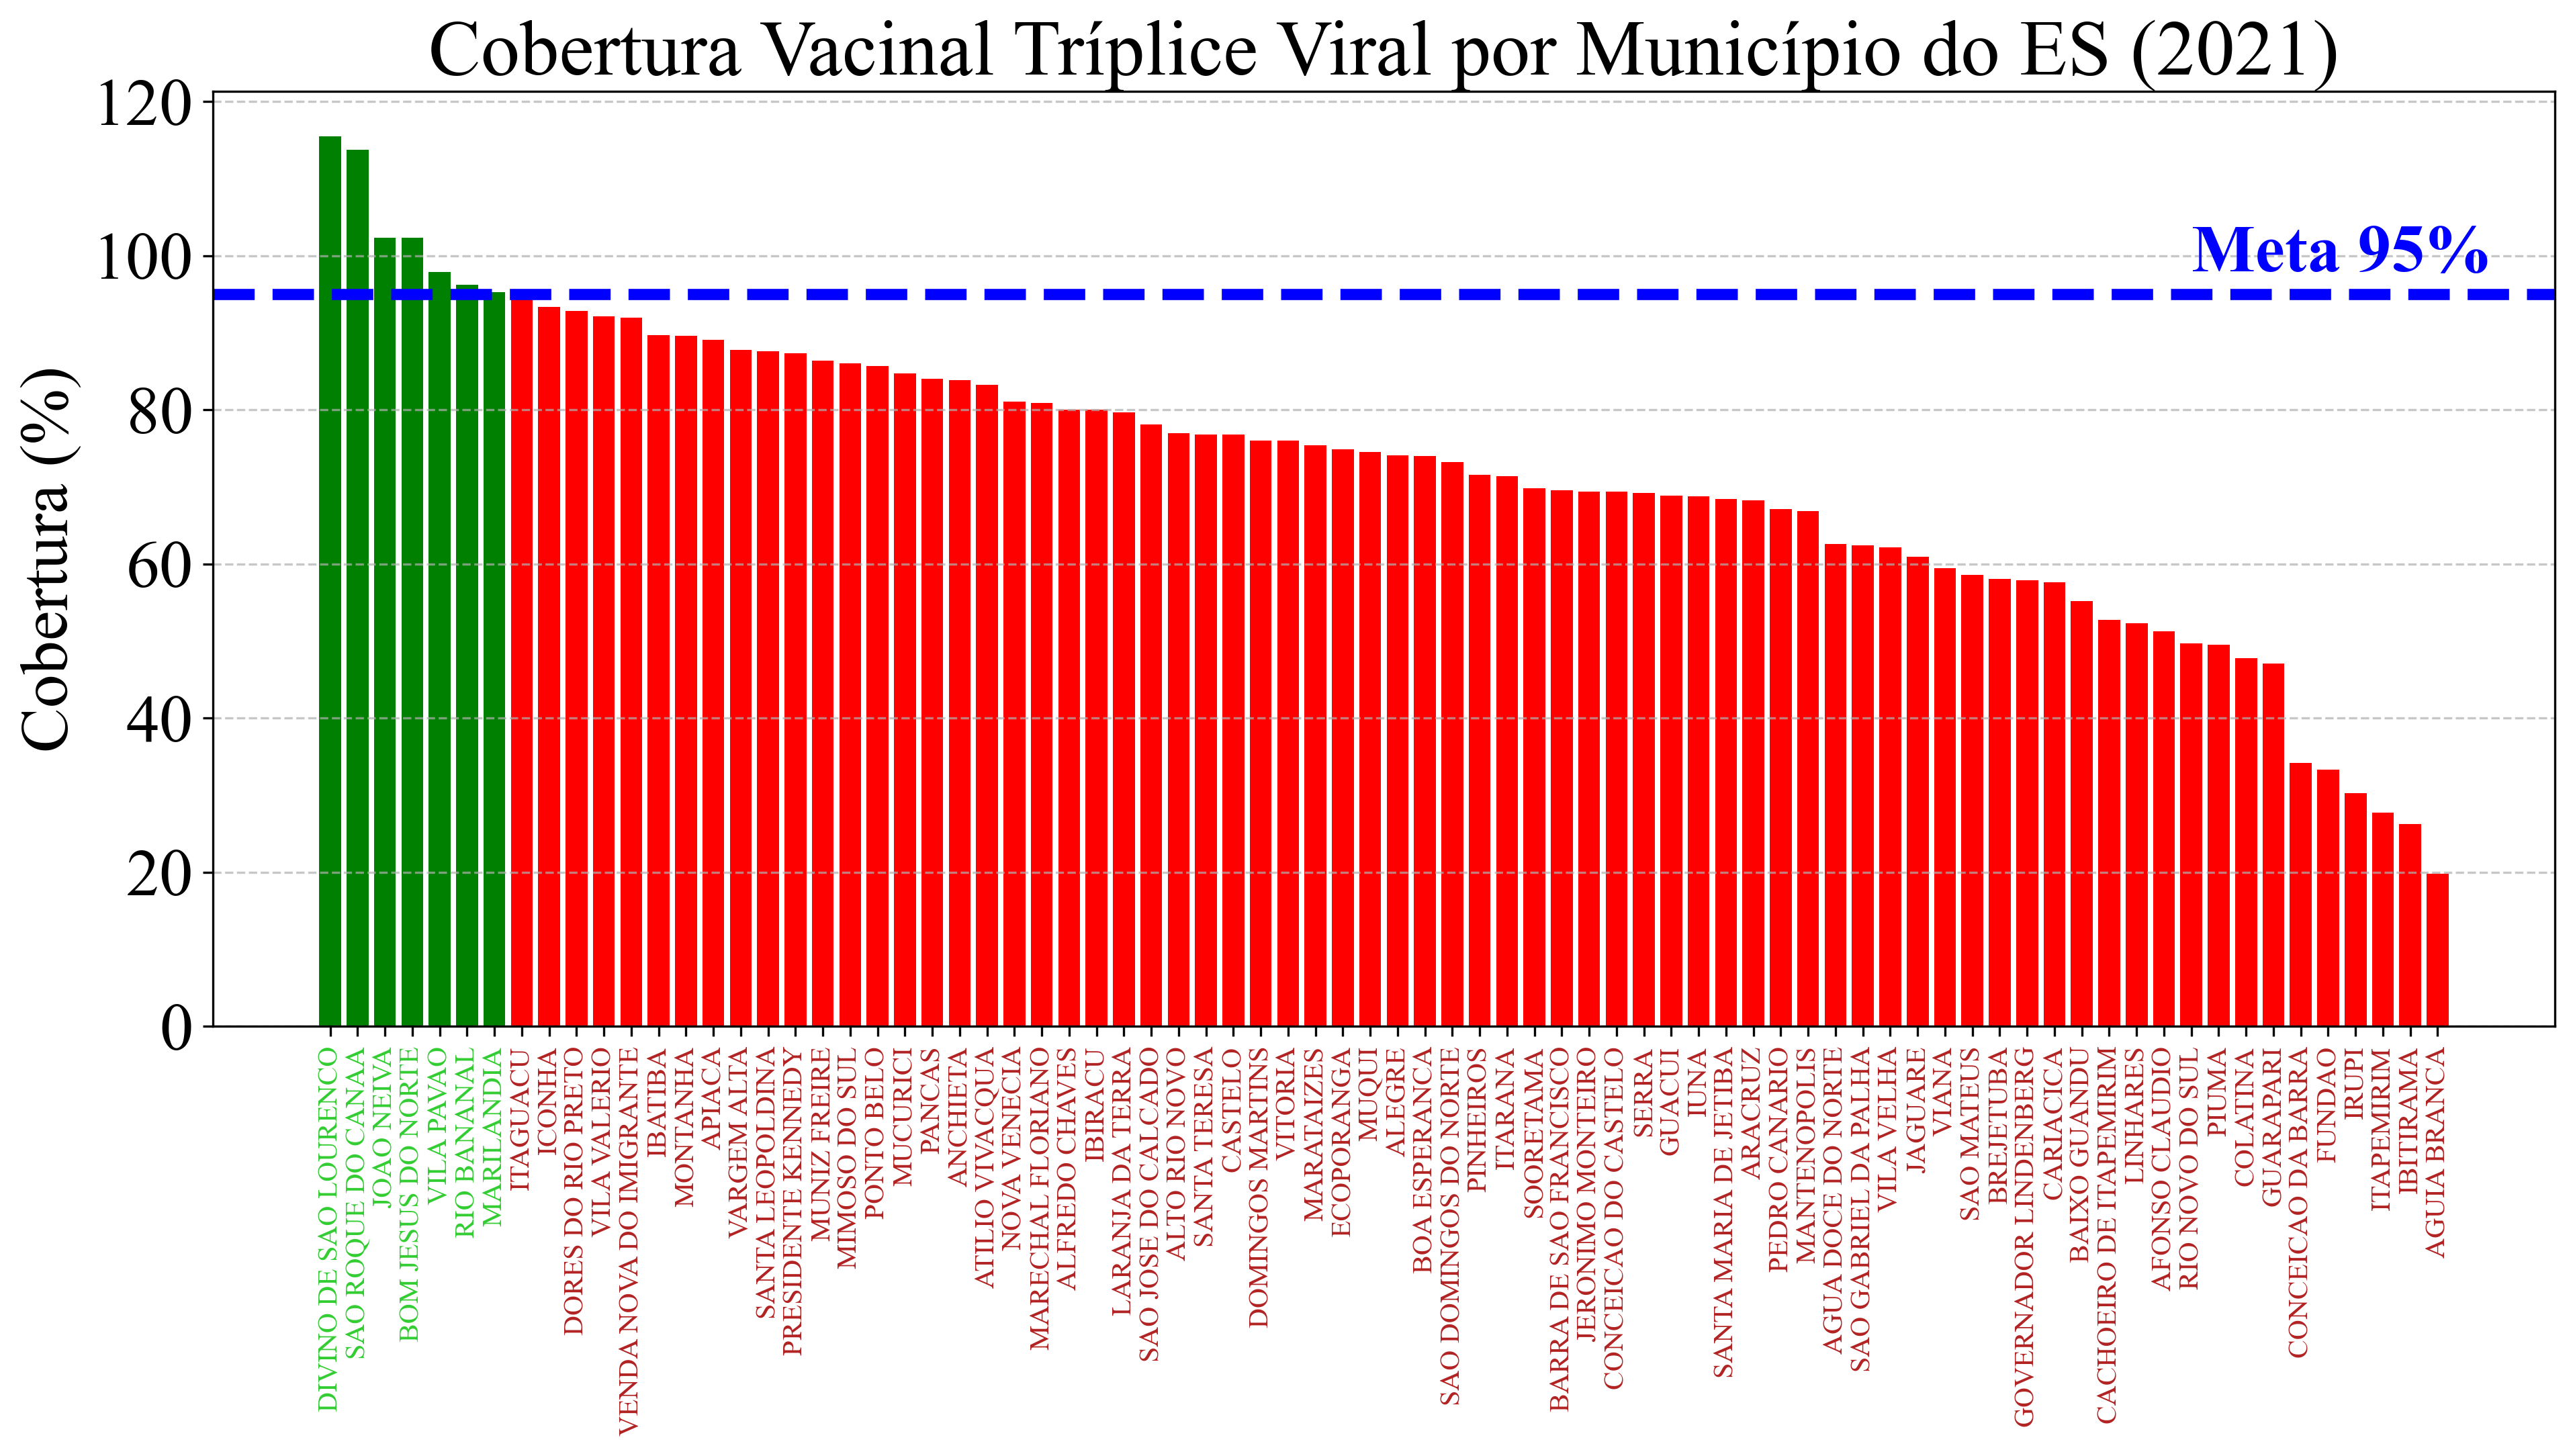 Cobertura Vacinal Tríplice Viral por Município do ES (2021)
Cobertura (%)
120
100
80
60
40
20
0
Meta 95%
DIVINO DE SAO LOURENCO
SAO ROQUE DO CANAA
JOAO NEIVA
BOM JESUS DO NORTE
VILA PAVAO
RIO BANANAL
MARILANDIA
ITAGUACU
ICONHA
DORES DO RIO PRETO
VILA VALERIO
VENDA NOVA DO IMIGRANTE
IBATIBA
MONTANHA
APIACA
VARGEM ALTA
SANTA LEOPOLDINA
PRESIDENTE KENNEDY
MUNIZ FREIRE
MIMOSO DO SUL
PONTO BELO
MUCURICI
PANCAS
ANCHIETA
ATILIO VIVACQUA
NOVA VENECIA
MARECHAL FLORIANO
ALFREDO CHAVES
IBIRACU
LARANJA DA TERRA
SAO JOSE DO CALCADO
ALTO RIO NOVO
SANTA TERESA
CASTELO
DOMINGOS MARTINS
VITORIA
MARATAIZES
ECOPORANGA
MUQUI
ALEGRE
BOA ESPERANCA
SAO DOMINGOS DO NORTE
PINHEIROS
ITARANA
SOORETAMA
BARRA DE SAO FRANCISCO
JERONIMO MONTEIRO
CONCEICAO DO CASTELO
SERRA
GUACUI
IUNA
SANTA MARIA DE JETIBA
ARACRUZ
PEDRO CANARIO
MANTENOPOLIS
AGUA DOCE DO NORTE
SAO GABRIEL DA PALHA
VILA VELHA
JAGUARE
VIANA
SAO MATEUS
BREJETUBA
GOVERNADOR LINDENBERG
CARIACICA
BAIXO GUANDU
CACHOEIRO DE ITAPEMIRIM
LINHARES
AFONSO CLAUDIO
RIO NOVO DO SUL
PIUMA
COLATINA
GUARAPARI
CONCEICAO DA BARRA
FUNDAO
IRUPI
ITAPEMIRIM
IBITIRAMA
AGUIA BRANCA